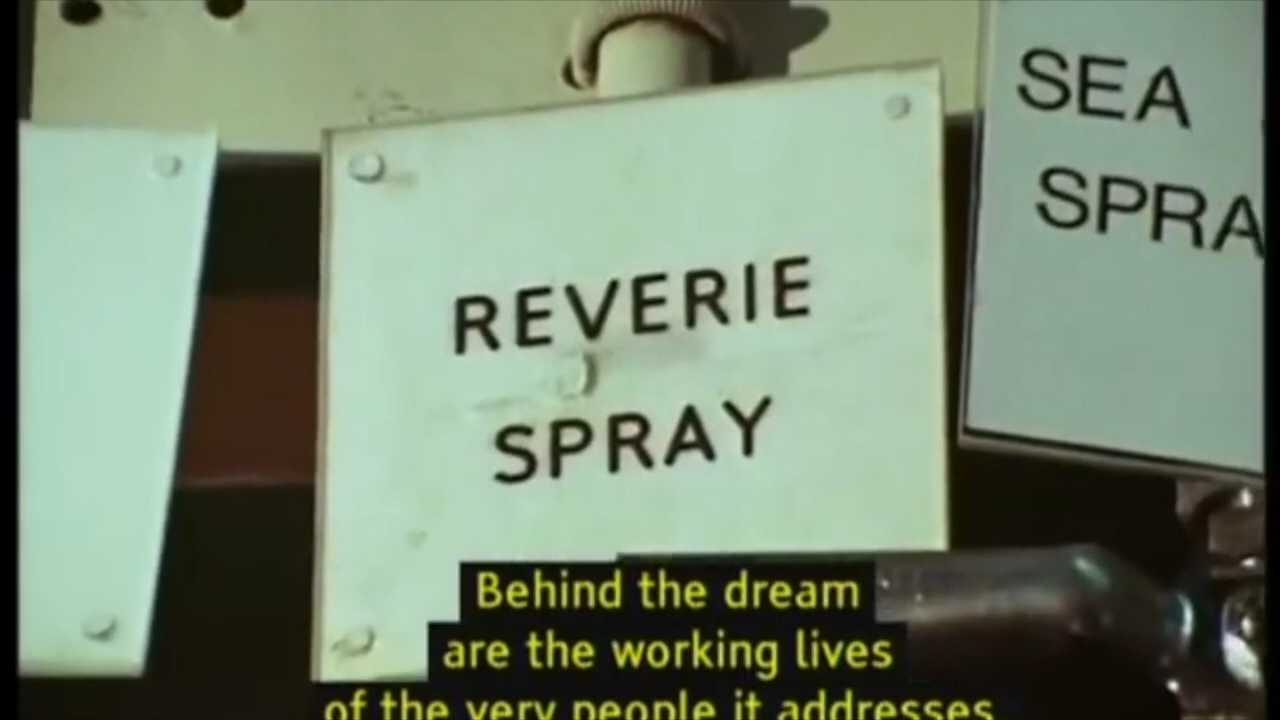 REVERIE
SPRAY
SEA
SPRA
Behind the dream
are the working lives
of the very people it addresses